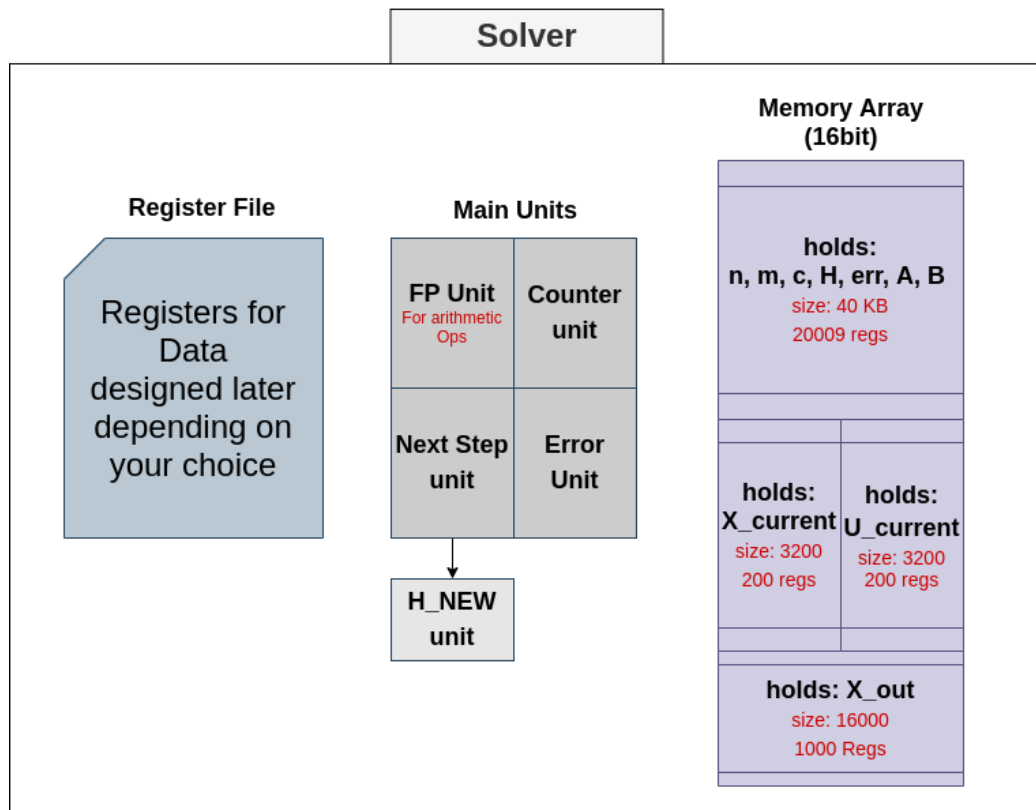 Solver
Register File
Registers for
Data
designed later
depending on
your choice
Main Units
FP Unit
For arithmetic
Ops
Counter
unit
Next Step
unit
Error
Unit
H_NEW
unit
Memory Array
(16bit)
holds:
n, m, c, H, err, A, B
size: 40 KB
20009 regs
holds:
X_current
size: 3200
200 regs
holds:
U_current
size: 3200
200 regs
holds: X_out
size: 16000
1000 Regs